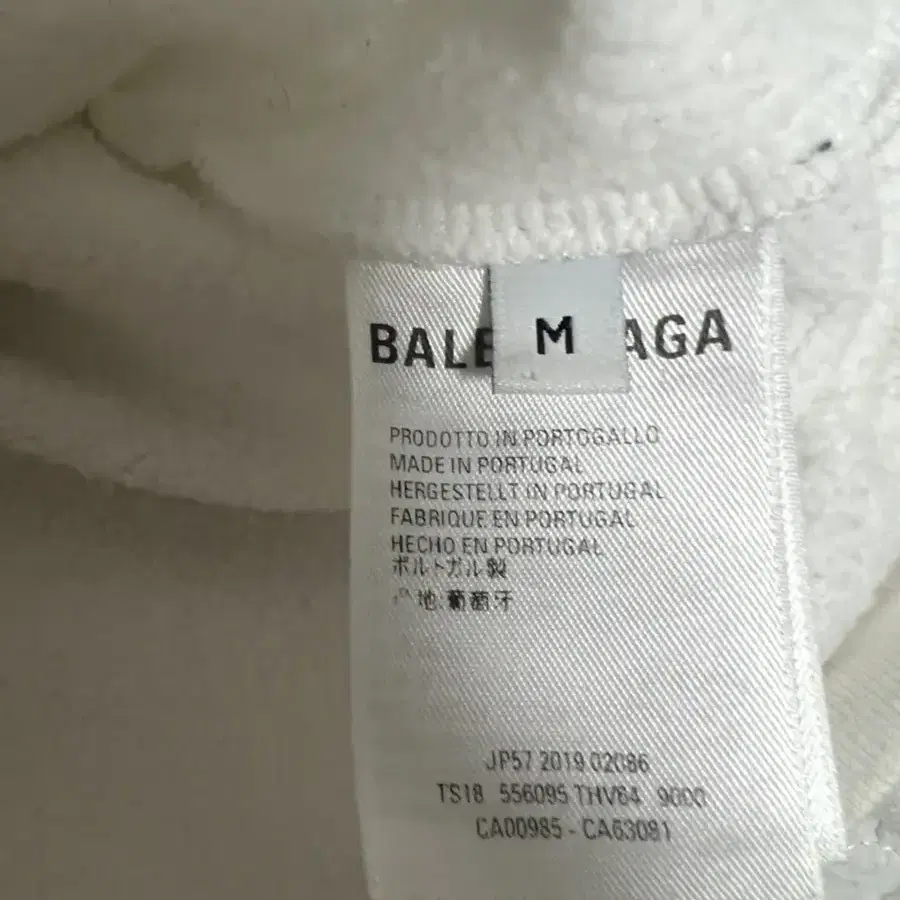 BALE M AGA
PRODOTTO IN PORTOGALLO
MADE IN PORTUGAL
HERGESTELLT IN PORTUGAL
FABRIQUE EN PORTUGAL
HECHO EN PORTUGAL
ポルトガル製
地:葡萄牙
JP57 2019 02086
TS18 556095 THV64 9000
CA00985 - CA63081